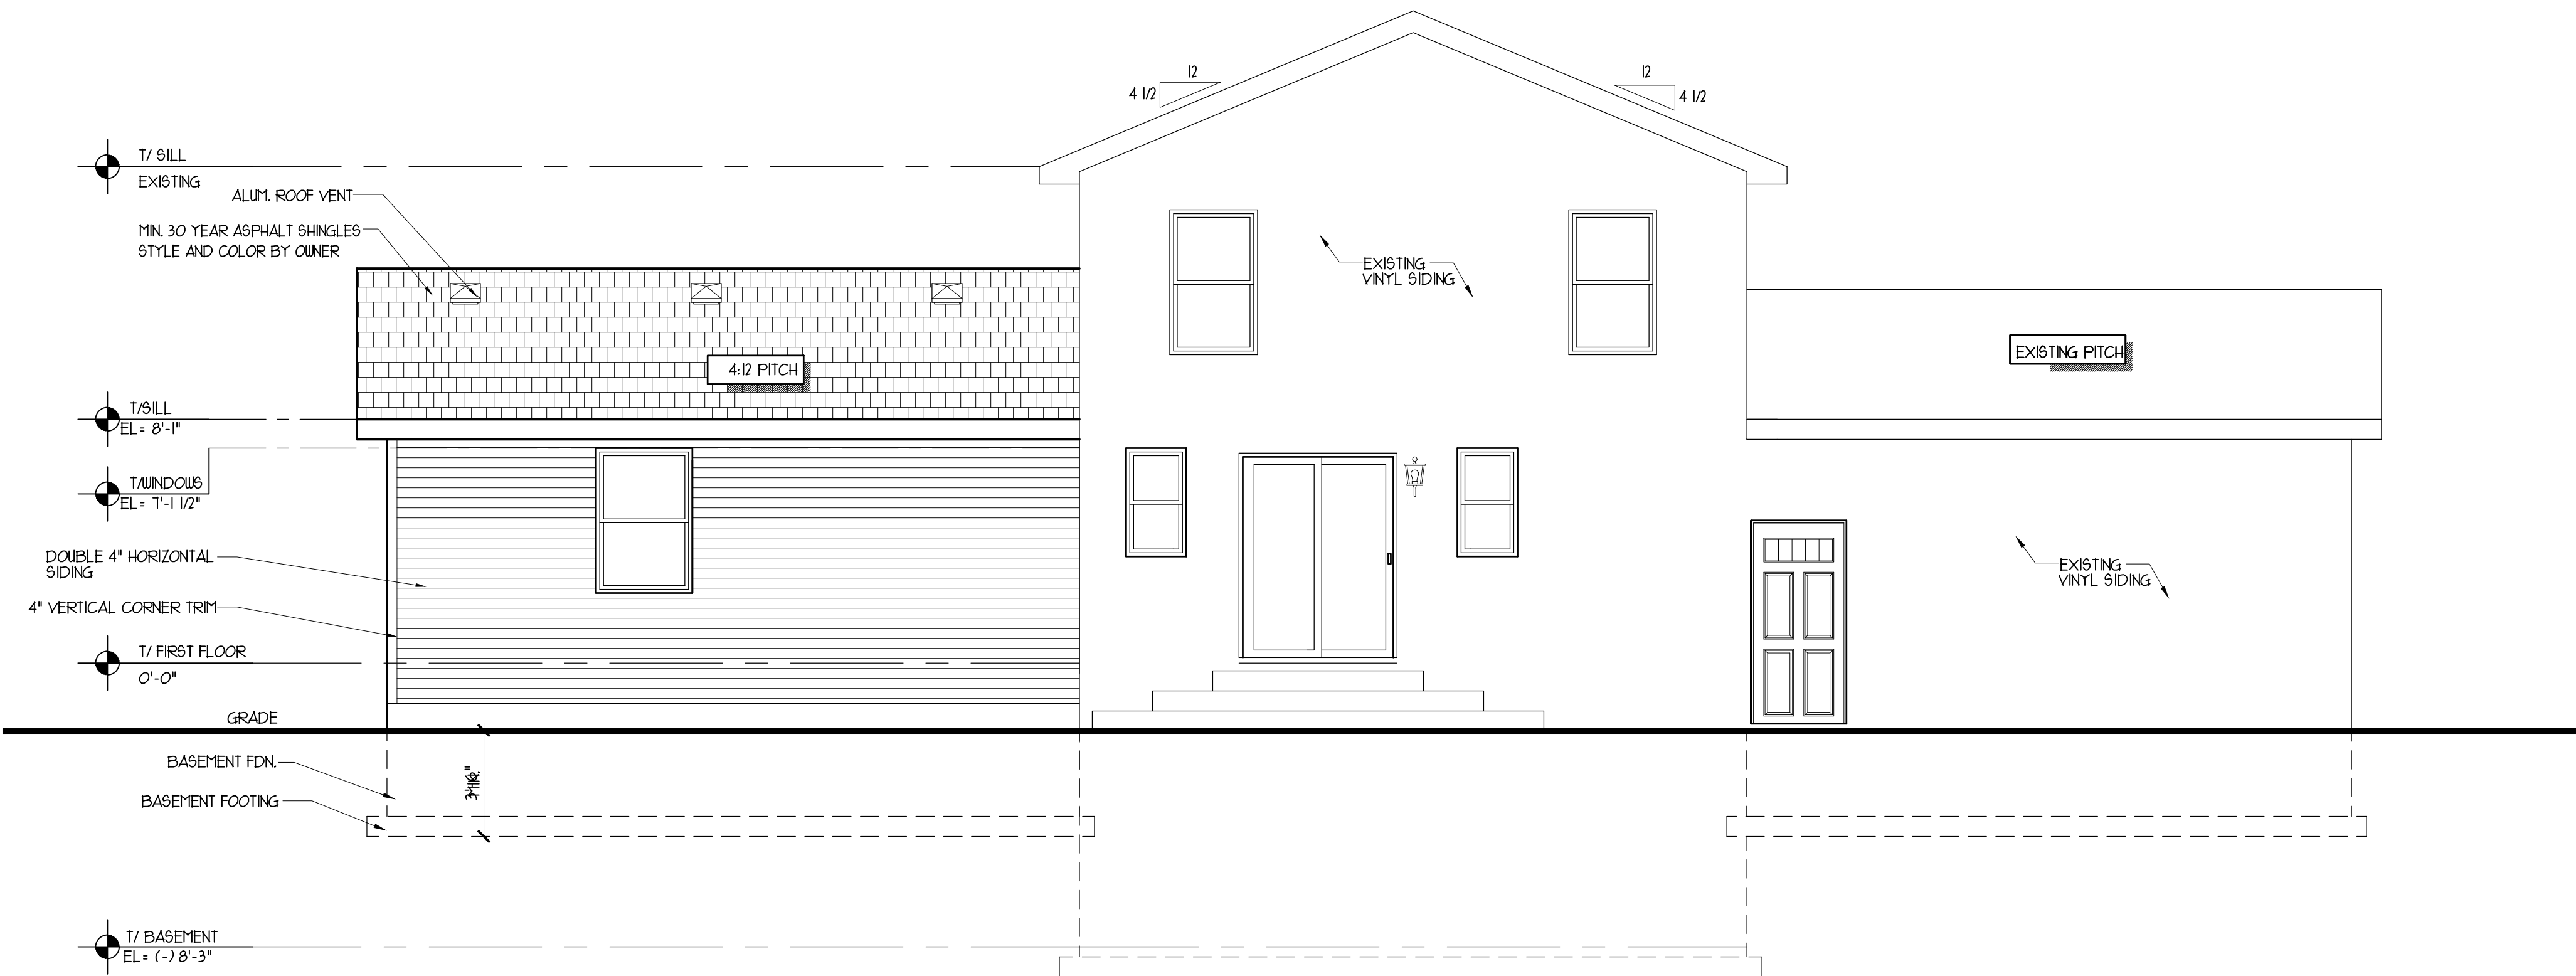 12
4 1/2
12
4 1/2
T/ SILL
EXISTING
ALUM. ROOF VENT
MIN. 30 YEAR ASPHALT SHINGLES
STYLE AND COLOR BY OWNER
EXISTING
VINYL SIDING
4:12 PITCH
EXISTING PITCH
T/SILL
EL= 8'-1"
T/WINDOWS
EL= 7'-1 1/2"
DOUBLE 4" HORIZONTAL
SIDING
EXISTING
VINYL SIDING
4" VERTICAL CORNER TRIM
T/ FIRST FLOOR
0'-0"
GRADE
BASEMENT FDN.
BASEMENT FOOTING
T/ BASEMENT
EL= (-) 8'-3"